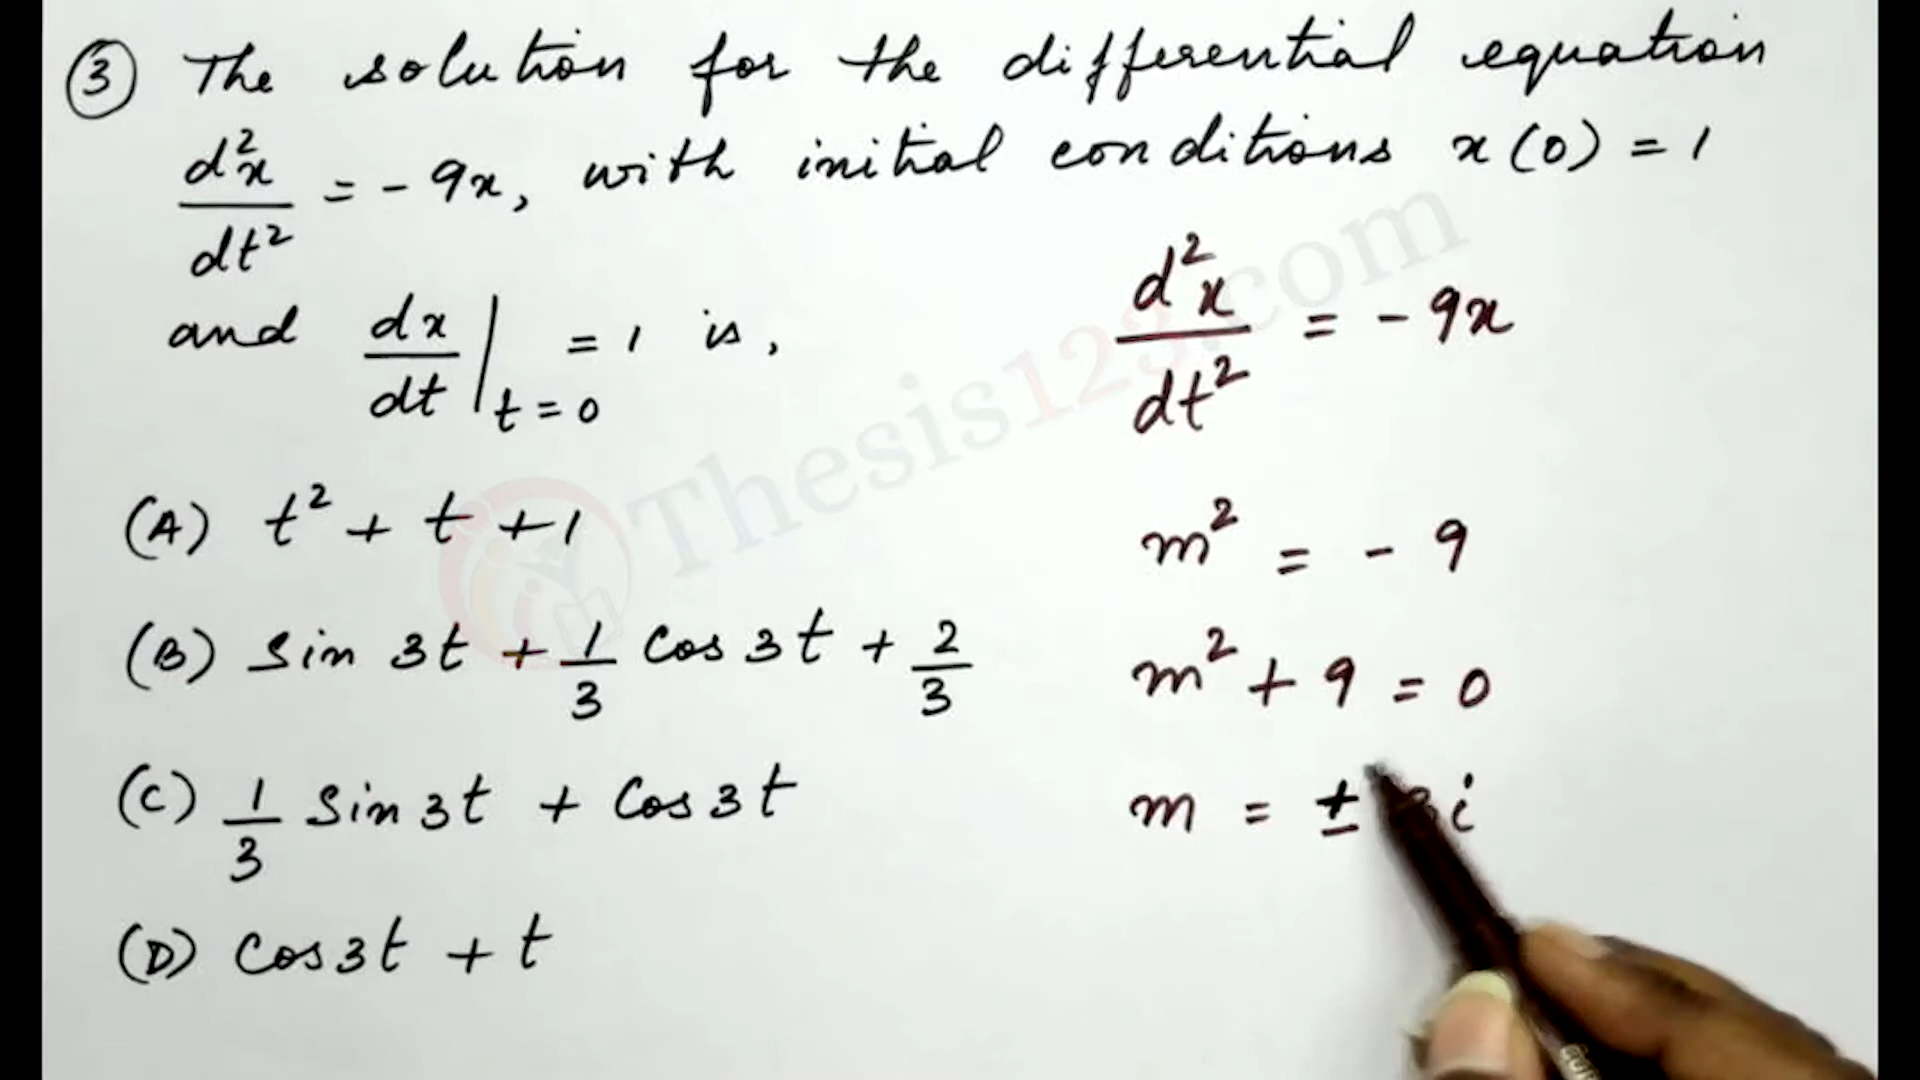 ③ The solution for the differential equation
d²x/dt² = - 9x, with initial conditions x(0) = 1
and dx/dt |t=0 = 1 is,
(A) t² + t + 1
(B) Sin 3t + 1/3 Cos 3t + 2/3
(C) 1/3 Sin 3t + Cos 3t
(D) Cos 3t + t
d²x/dt² = - 9x
m² = - 9
m² + 9 = 0
m = ± 3i
Thesis123.com